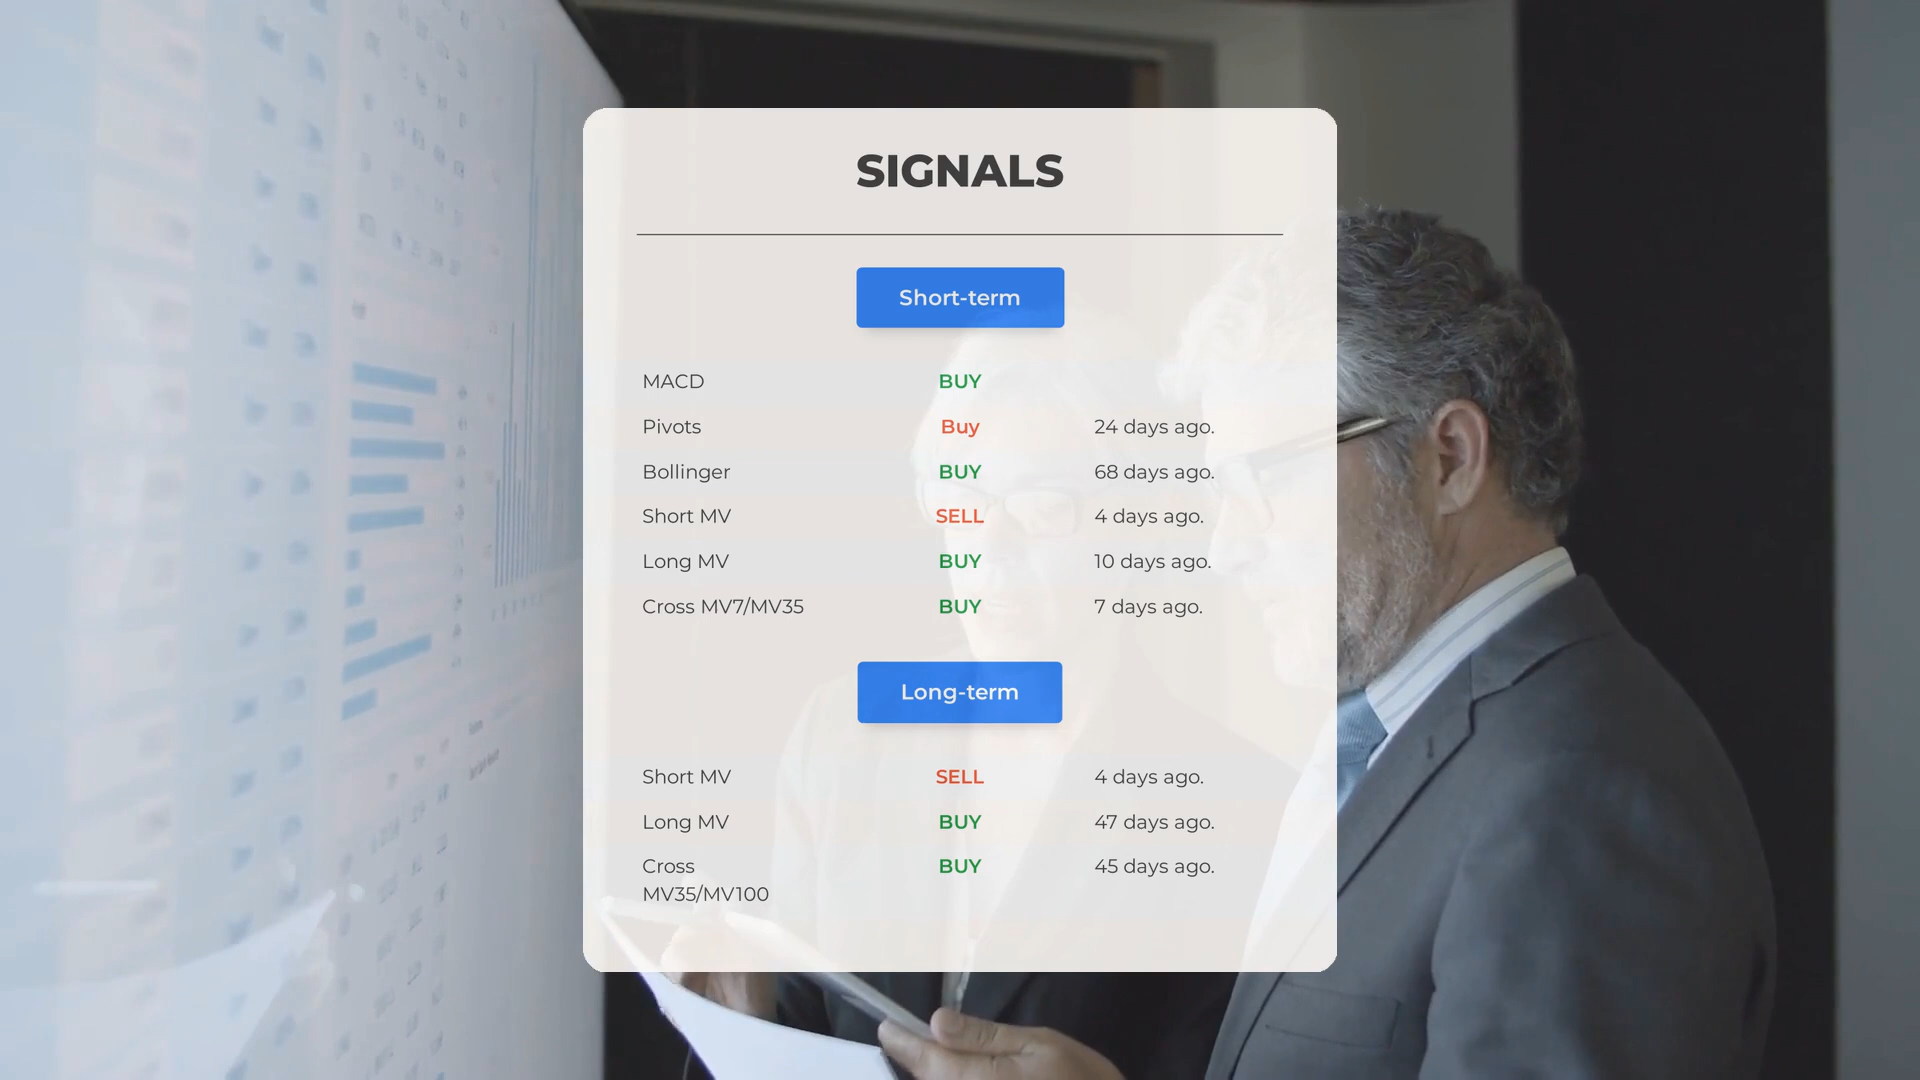 SIGNALS
Short-term
MACD BUY
Pivots Buy 24 days ago.
Bollinger BUY 68 days ago.
Short MV SELL 4 days ago.
Long MV BUY 10 days ago.
Cross MV7/MV35 BUY 7 days ago.
Long-term
Short MV SELL 4 days ago.
Long MV BUY 47 days ago.
Cross BUY 45 days ago.
MV35/MV100